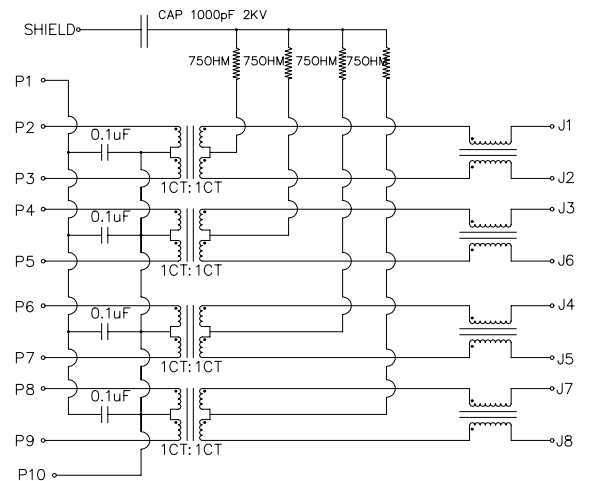 CAP 1000pF 2KV
SHIELD
75OHM 75OHM 75OHM 75OHM
P1
P2
0.1uF
J1
P3
1CT:1CT
J2
P4
0.1uF
J3
P5
1CT:1CT
J6
P6
0.1uF
J4
P7
1CT:1CT
J5
P8
0.1uF
J7
P9
1CT:1CT
J8
P10